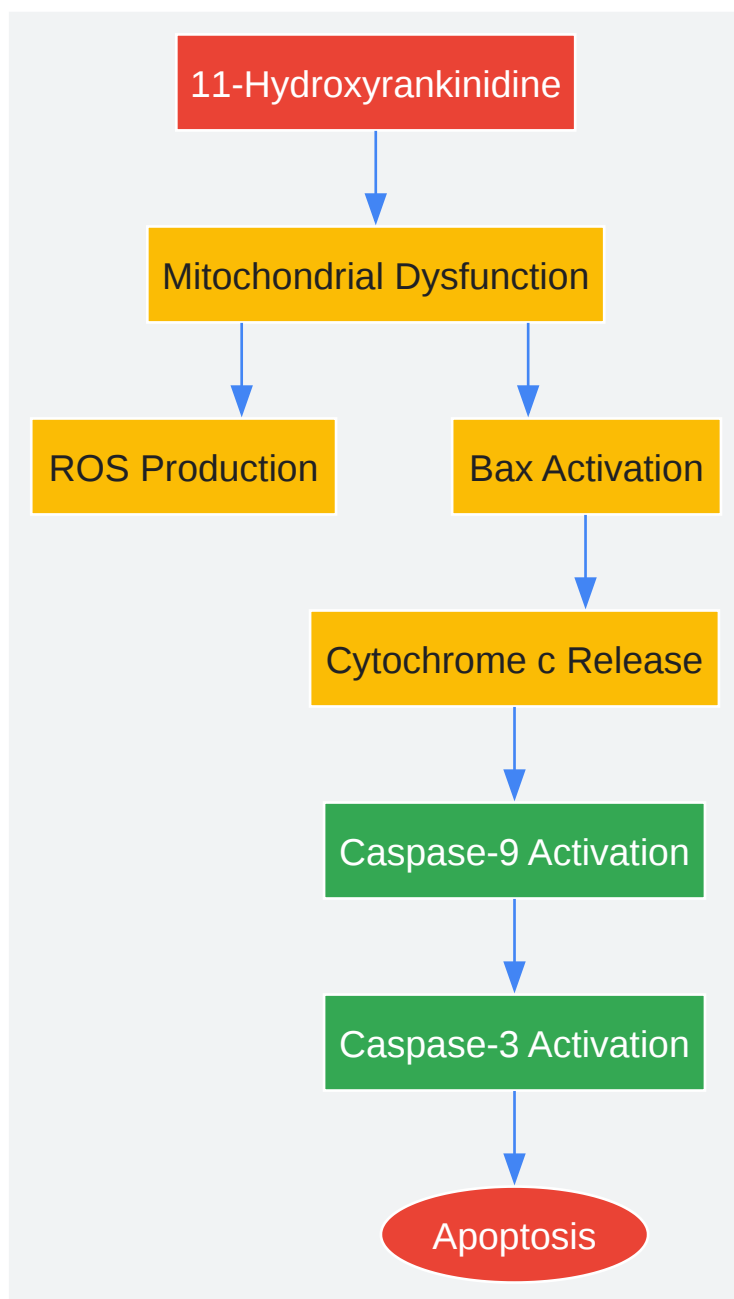 11-Hydroxyrankinidine
Mitochondrial Dysfunction
ROS Production
Bax Activation
Cytochrome c Release
Caspase-9 Activation
Caspase-3 Activation
Apoptosis